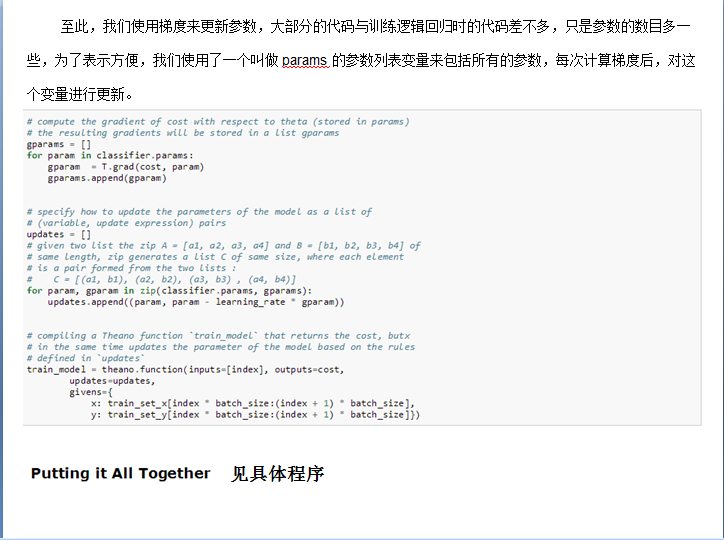 至此，我们使用梯度来更新参数，大部分的代码与训练逻辑回归时的代码差不多，只是参数的数目多一
些，为了表示方便，我们使用了一个叫做 params 的参数列表变量来包括所有的参数，每次计算梯度后，对这
个变量进行更新。
# compute the gradient of cost with respect to theta (stored in params)
# the resulting gradients will be stored in a list gparams
gparams = []
for param in classifier.params:
    gparam  = T.grad(cost, param)
    gparams.append(gparam)
# specify how to update the parameters of the model as a list of
# (variable, update expression) pairs
updates = []
# given two list the zip A = [a1, a2, a3, a4] and B = [b1, b2, b3, b4] of
# same length, zip generates a list C of same size, where each element
# is a pair formed from the two lists :
#    C = [(a1, b1), (a2, b2), (a3, b3) , (a4, b4)]
for param, gparam in zip(classifier.params, gparams):
    updates.append((param, param - learning_rate * gparam))
# compiling a Theano function `train_model` that returns the cost, butx
# in the same time updates the parameter of the model based on the rules
# defined in `updates`
train_model = theano.function(inputs=[index], outputs=cost,
        updates=updates,
        givens={
            x: train_set_x[index * batch_size:(index + 1) * batch_size],
            y: train_set_y[index * batch_size:(index + 1) * batch_size]})
Putting it All Together 见具体程序